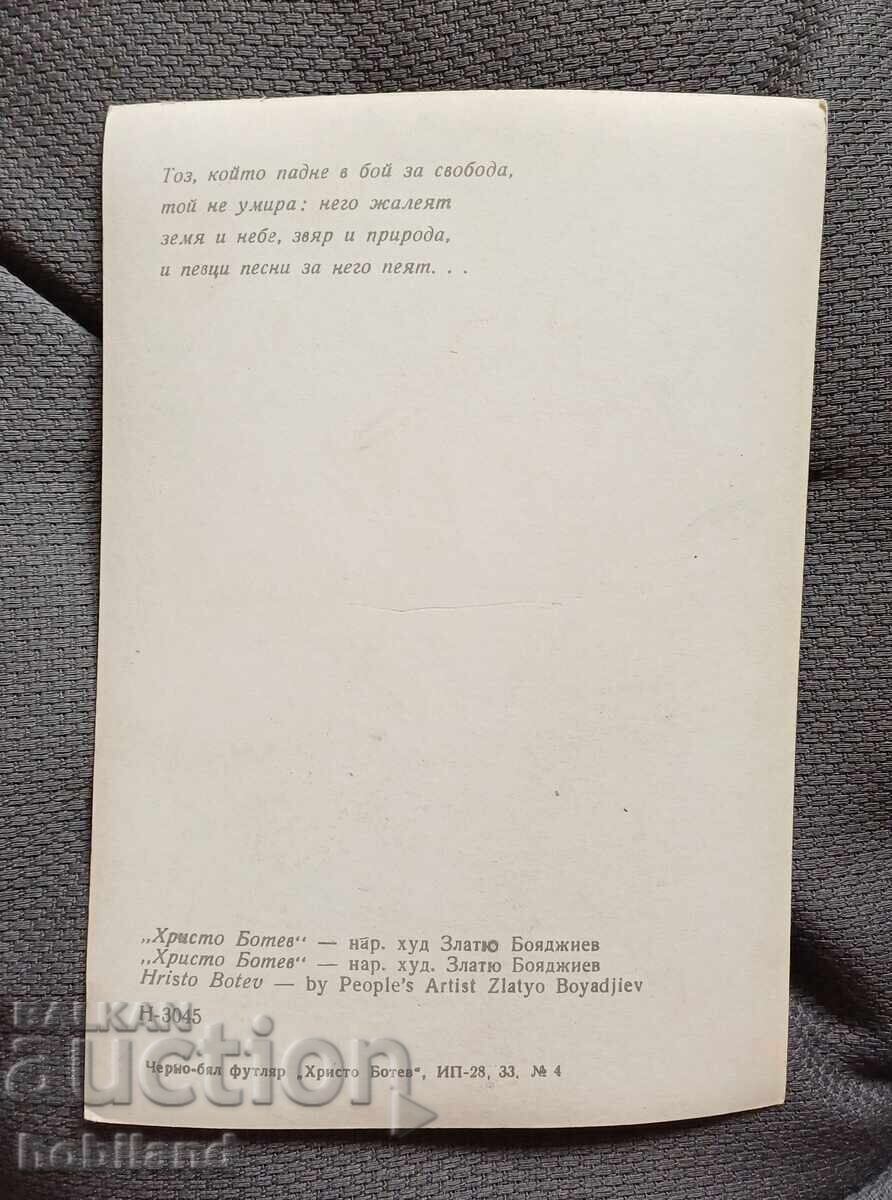 Тоз, който падне в бой за свобода,
той не умира: него жалеят
земя и небе, звяр и природа,
и певци песни за него пеят. . .
„Христо Ботев“ — нар. худ Златю Бояджиев
„Христо Ботев“ — нар. худ. Златю Бояджиев
Hristo Botev — by People's Artist Zlatyo Boyadjiev
Н-3045
Черно-бял футляр „Христо Ботев“, ИП-28, 33, № 4
BALKAN
auction
hobiland